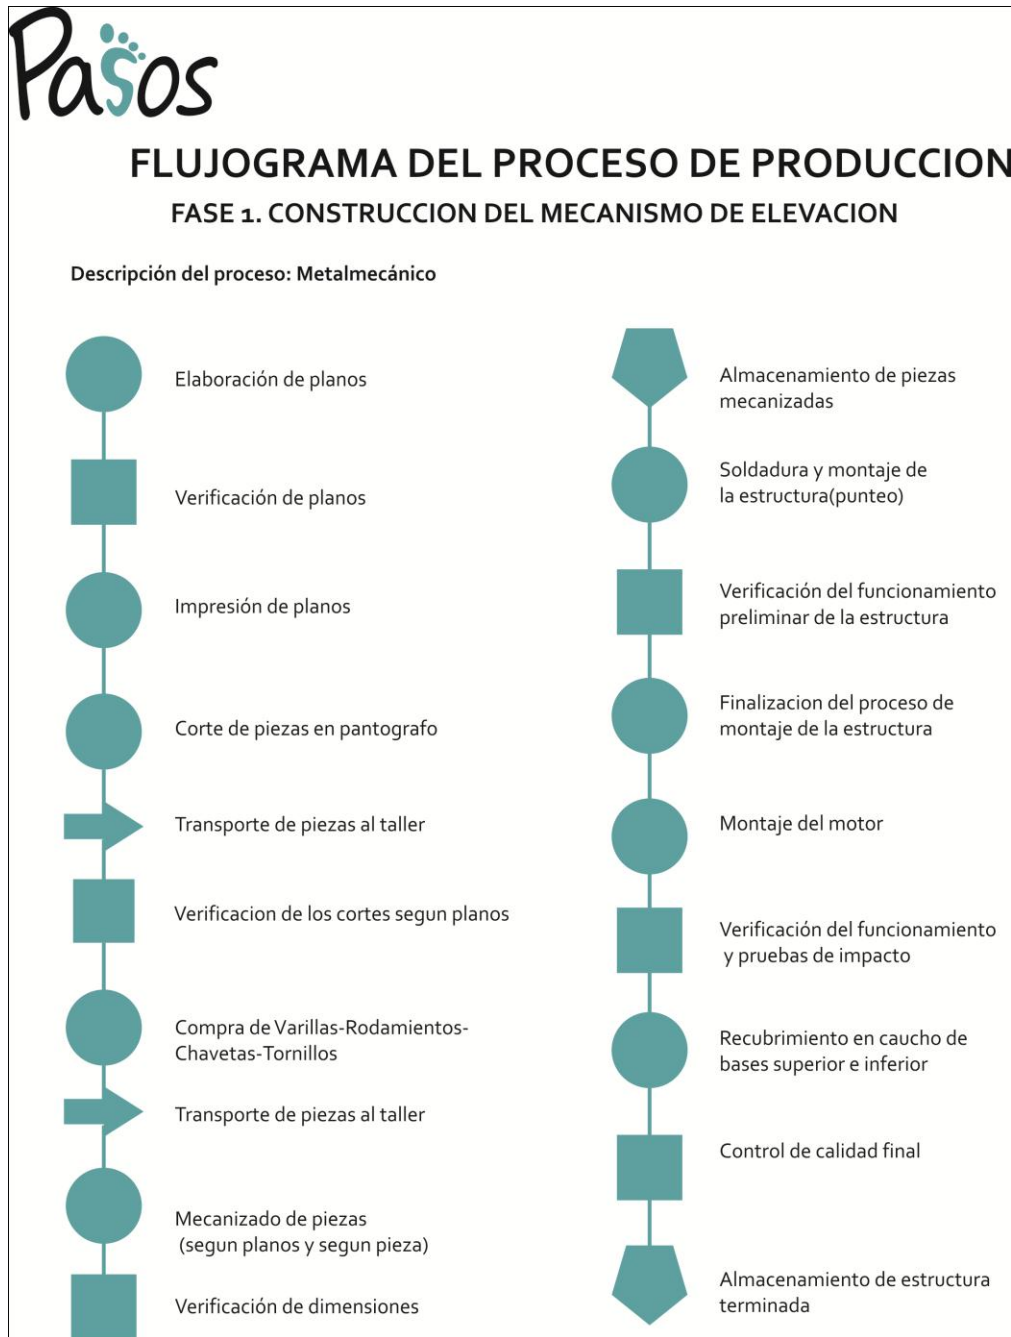 Pasos
FLUJOGRAMA DEL PROCESO DE PRODUCCION
FASE 1. CONSTRUCCION DEL MECANISMO DE ELEVACION
Descripción del proceso: Metalmecánico
Elaboración de planos
Verificación de planos
Impresión de planos
Corte de piezas en pantografo
Transporte de piezas al taller
Verificacion de los cortes segun planos
Compra de Varillas-Rodamientos-
Chavetas-Tornillos
Transporte de piezas al taller
Mecanizado de piezas
(segun planos y segun pieza)
Verificación de dimensiones
Almacenamiento de piezas
mecanizadas
Soldadura y montaje de
la estructura(punteo)
Verificación del funcionamiento
preliminar de la estructura
Finalizacion del proceso de
montaje de la estructura
Montaje del motor
Verificación del funcionamiento
y pruebas de impacto
Recubrimiento en caucho de
bases superior e inferior
Control de calidad final
Almacenamiento de estructura
terminada